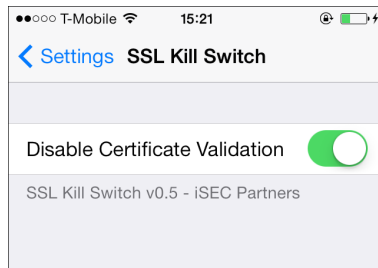 T-Mobile 15:21
Settings SSL Kill Switch
Disable Certificate Validation
SSL Kill Switch v0.5 - iSEC Partners